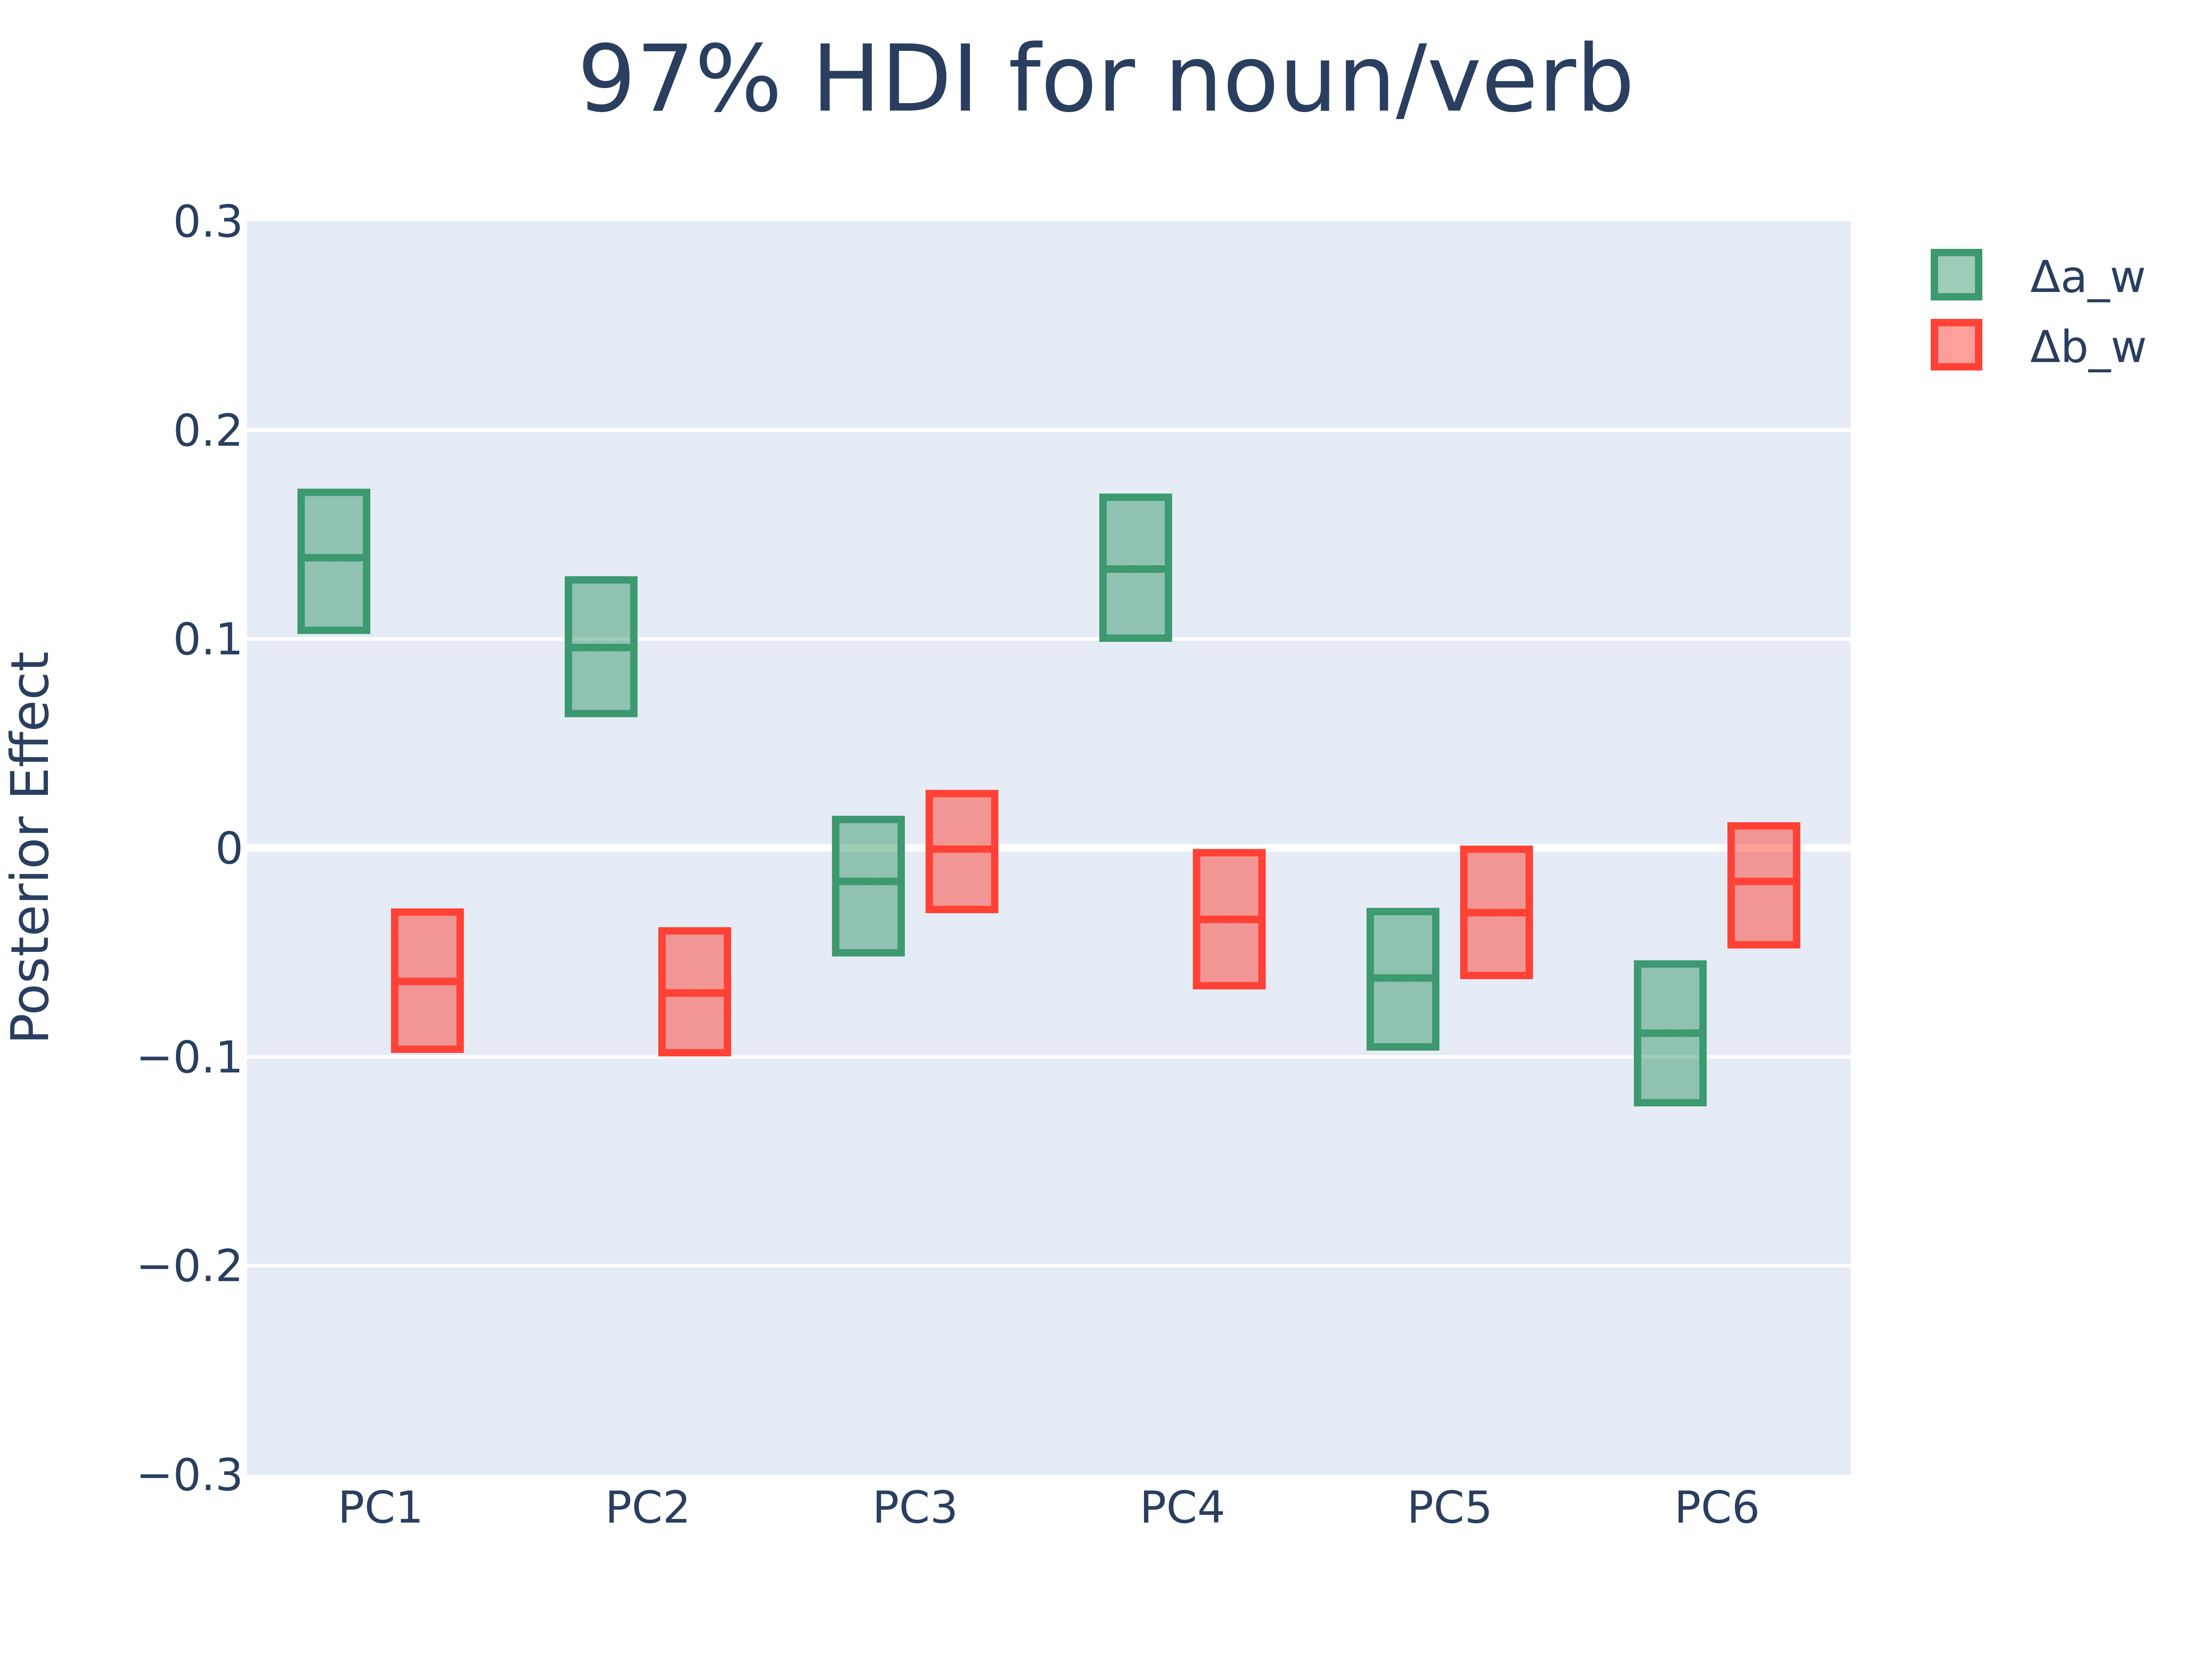 97% HDI for noun/verb
Posterior Effect
0.3
0.2
0.1
0
−0.1
−0.2
−0.3
PC1 PC2 PC3 PC4 PC5 PC6
Δa_w
Δb_w